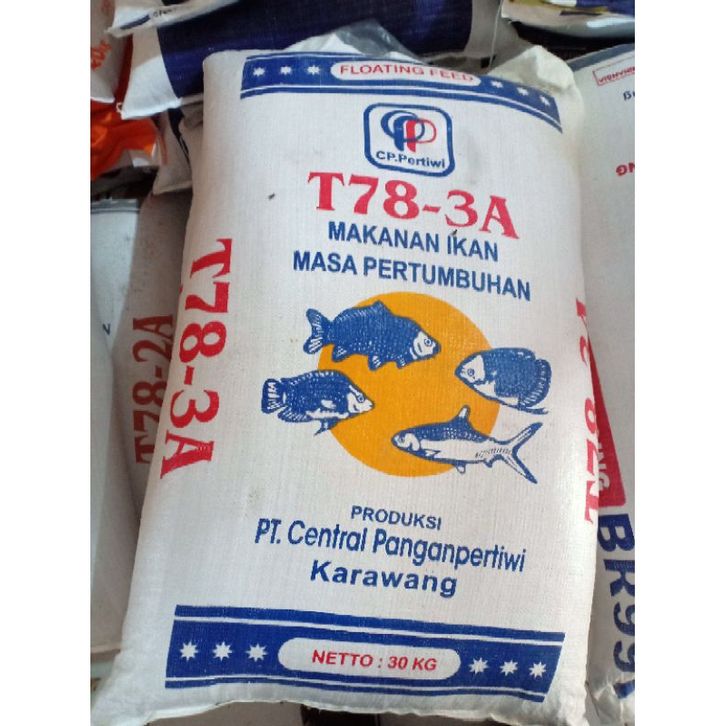 FLOATING FEED
CP.Pertiwi
T78-3A
MAKANAN IKAN
MASA PERTUMBUHAN
T78-3A
T78-2A
PRODUKSI
PT. Central Panganpertiwi
Karawang
NETTO : 30 KG
BR99